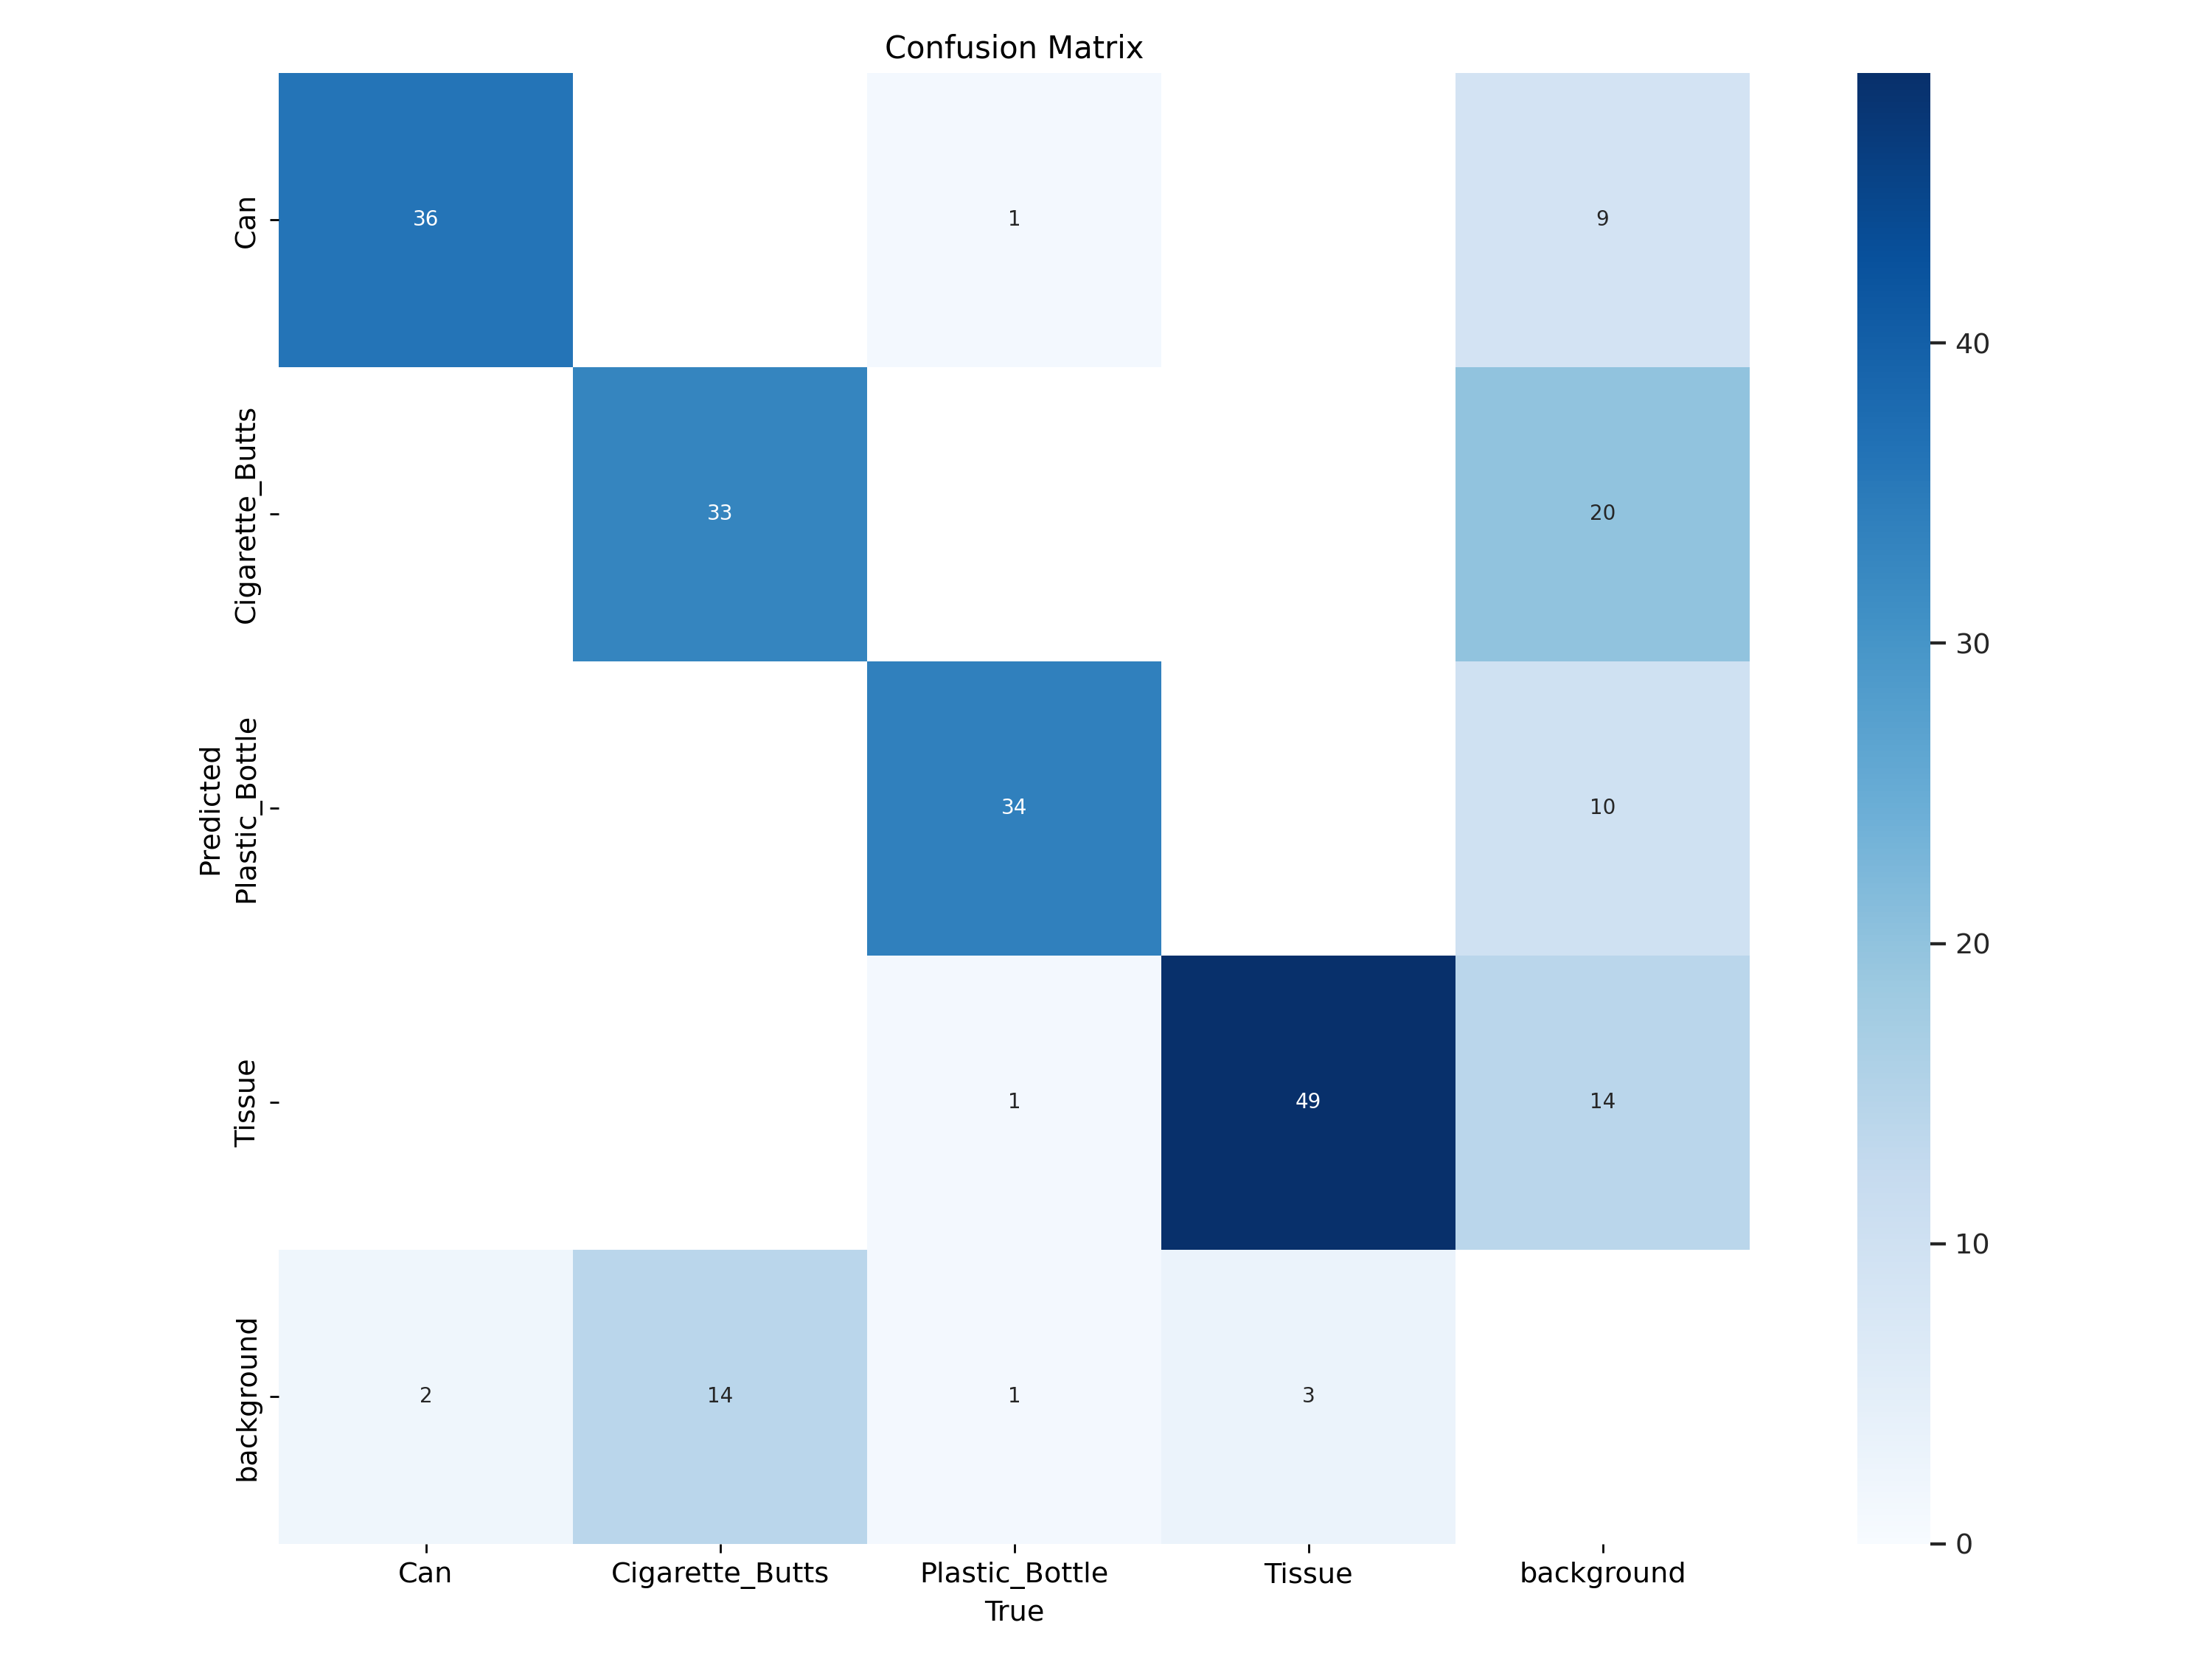 Confusion Matrix
Can
36
1
9
40
Cigarette_Butts
33
20
30
Predicted
Plastic_Bottle
34
10
20
Tissue
1
49
14
10
background
2
14
1
3
0
Can
Cigarette_Butts
Plastic_Bottle
Tissue
background
True